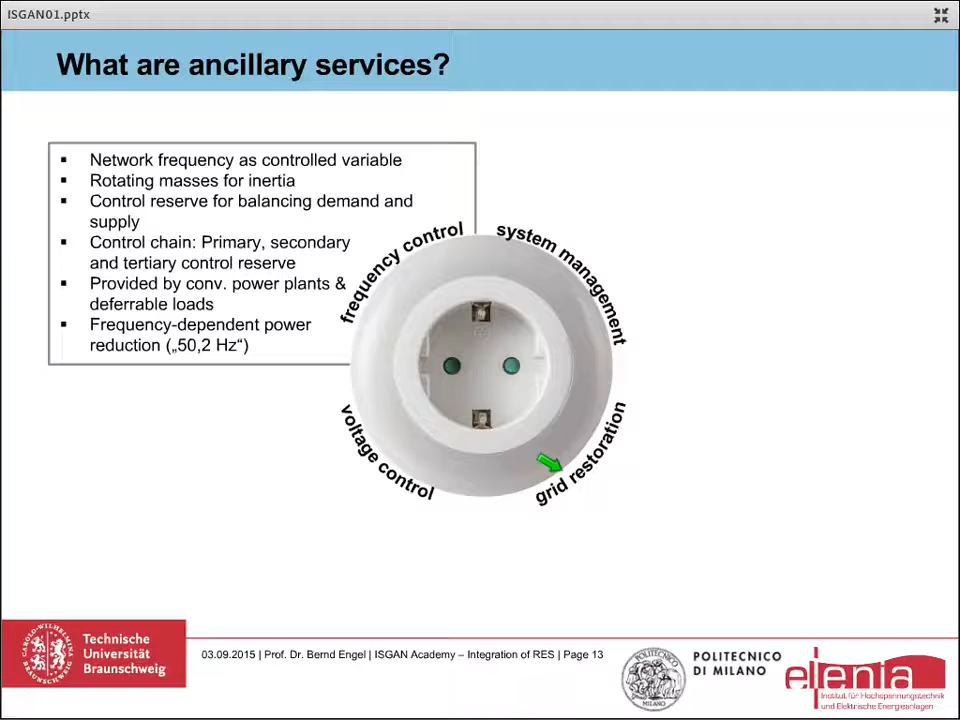 ISGAN01.pptx
What are ancillary services?
▪ Network frequency as controlled variable
▪ Rotating masses for inertia
▪ Control reserve for balancing demand and
supply
▪ Control chain: Primary, secondary
and tertiary control reserve
▪ Provided by conv. power plants &
deferrable loads
▪ Frequency-dependent power
reduction („50,2 Hz“)
frequency control
system management
voltage control
grid restoration
CAROLO-WILHELMINA
BRAUNSCHWEIG
Technische
Universität
Braunschweig
03.09.2015 | Prof. Dr. Bernd Engel | ISGAN Academy – Integration of RES | Page 13
MILANO
POLITECNICO
DI MILANO
elenia
Institut für Hochspannungstechnik
und Elektrische Energieanlagen